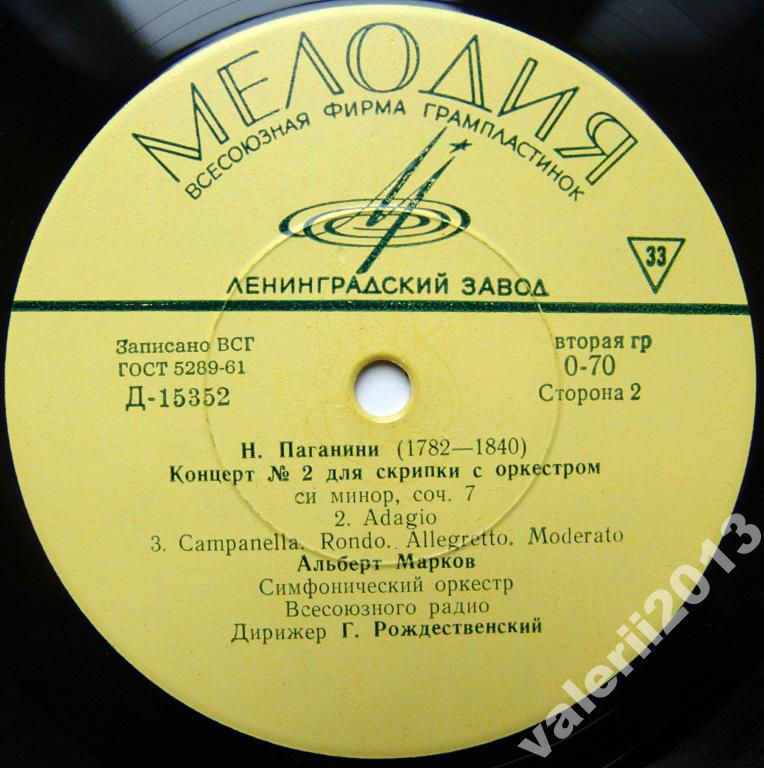 МЕЛОДИЯ
ВСЕСОЮЗНАЯ ФИРМА ГРАМПЛАСТИНОК
ЛЕНИНГРАДСКИЙ ЗАВОД
33
Записано ВСГ
ГОСТ 5289-61
Д-15352
вторая гр
0-70
Сторона 2
Н. Паганини (1782—1840)
Концерт № 2 для скрипки с оркестром
си минор, соч. 7
2. Adagio
3. Campanella. Rondo. Allegretto. Moderato
Альберт Марков
Симфонический оркестр
Всесоюзного радио
Дирижер Г. Рождественский
valerii2013